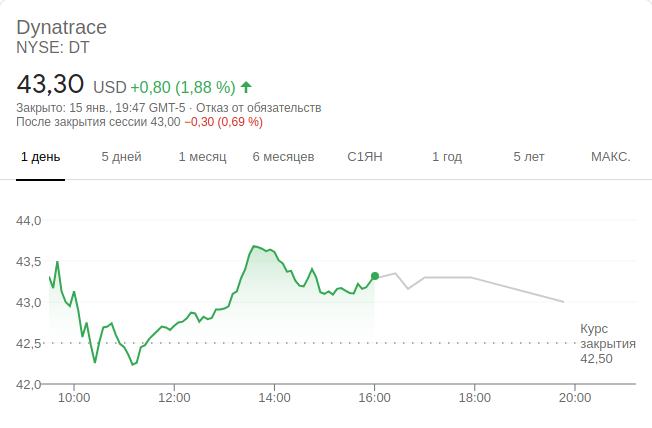 Dynatrace
NYSE: DT
43,30 USD +0,80 (1,88 %)
Закрыто: 15 янв., 19:47 GMT-5 · Отказ от обязательств
После закрытия сессии 43,00 −0,30 (0,69 %)
1 день 5 дней 1 месяц 6 месяцев С1ЯН 1 год 5 лет МАКС.
44,0
43,5
43,0
42,5
42,0
Курс
закрытия
42,50
10:00 12:00 14:00 16:00 18:00 20:00